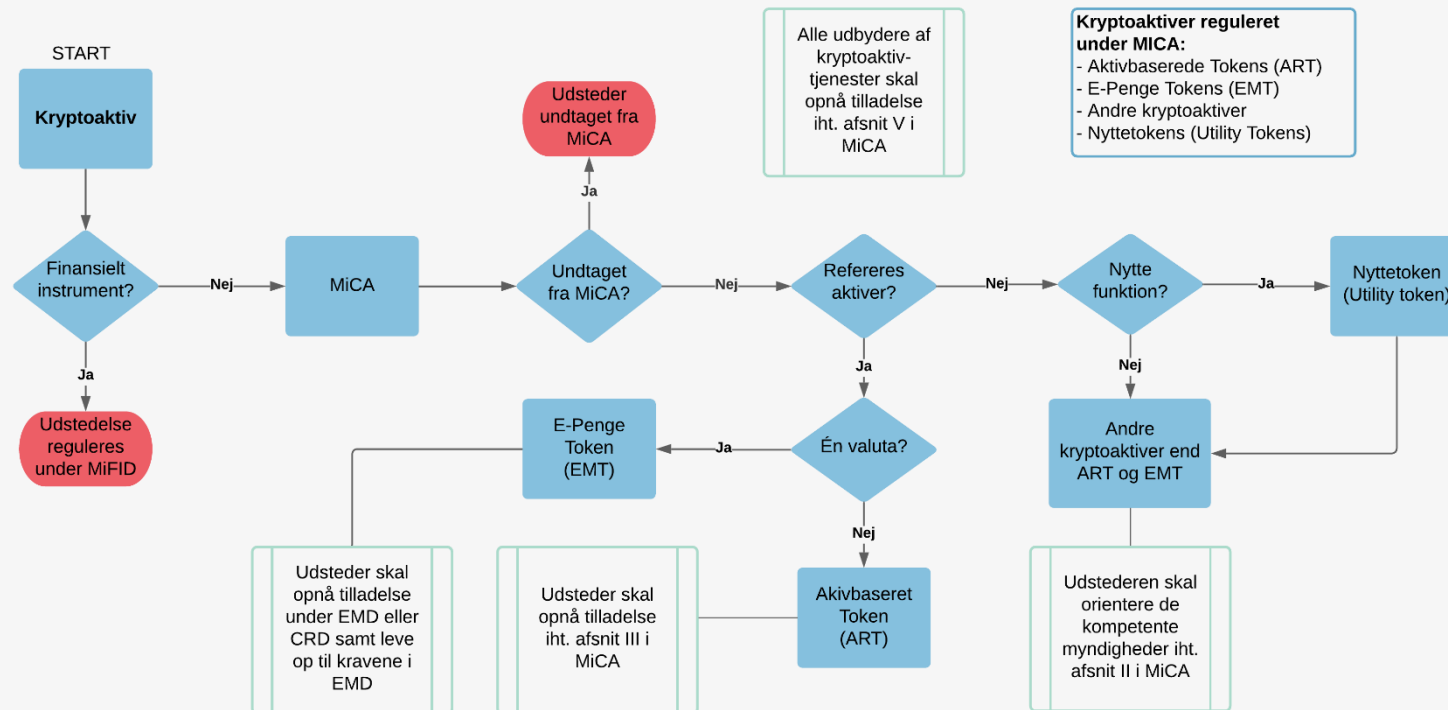 START
Kryptoaktiv
Udsteder
undtaget fra
MiCA
Alle udbydere af
kryptoaktiv-
tjenester skal
opnå tilladelse
iht. afsnit V i
MiCA
Kryptoaktiver reguleret
under MICA:
- Aktivbaserede Tokens (ART)
- E-Penge Tokens (EMT)
- Andre kryptoaktiver
- Nyttetokens (Utility Tokens)
Ja
Finansielt
instrument?
Nej
MiCA
Undtaget
fra MiCA?
Nej
Refereres
aktiver?
Nej
Nytte
funktion?
Ja
Nyttetoken
(Utility token)
Ja
Udstedelse
reguleres
under MiFID
Ja
Nej
E-Penge
Token
(EMT)
Ja
Én valuta?
Andre
kryptoaktiver end
ART og EMT
Nej
Udsteder skal
opnå tilladelse
under EMD eller
CRD samt leve
op til kravene i
EMD
Udsteder skal
opnå tilladelse
iht. afsnit III i
MiCA
Akivbaseret
Token
(ART)
Udstederen skal
orientere de
kompetente
myndigheder iht.
afsnit II i MiCA